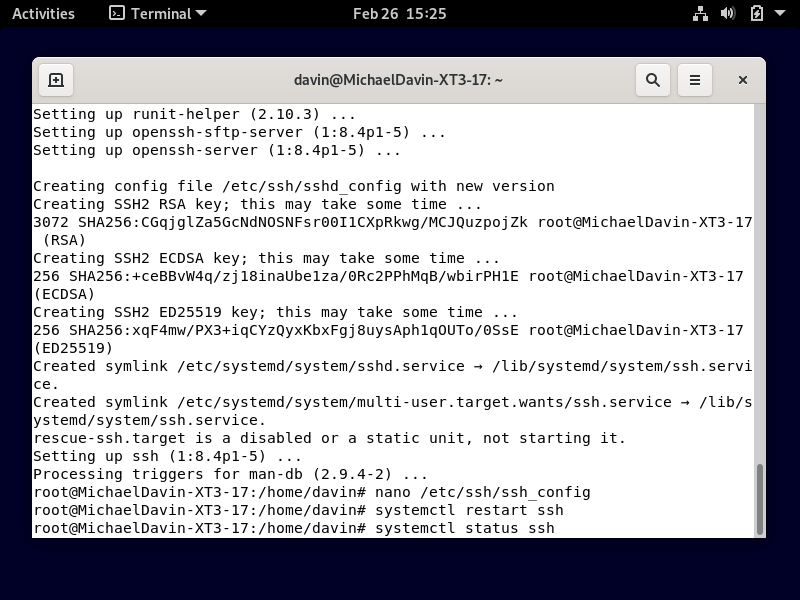 Activities Terminal Feb 26 15:25
davin@MichaelDavin-XT3-17: ~
Setting up runit-helper (2.10.3) ...
Setting up openssh-sftp-server (1:8.4p1-5) ...
Setting up openssh-server (1:8.4p1-5) ...
Creating config file /etc/ssh/sshd_config with new version
Creating SSH2 RSA key; this may take some time ...
3072 SHA256:CGqjglZa5GcNdNOSNFsr00I1CXpRkwg/MCJQuzpojZk root@MichaelDavin-XT3-17
(RSA)
Creating SSH2 ECDSA key; this may take some time ...
256 SHA256:+ceBBvW4q/zj18inaUbe1za/0Rc2PPhMqB/wbirPH1E root@MichaelDavin-XT3-17
(ECDSA)
Creating SSH2 ED25519 key; this may take some time ...
256 SHA256:xqF4mw/PX3+iqCYzQyxKbxFgj8uysAph1qOUTo/0SsE root@MichaelDavin-XT3-17
(ED25519)
Created symlink /etc/systemd/system/sshd.service → /lib/systemd/system/ssh.servi
ce.
Created symlink /etc/systemd/system/multi-user.target.wants/ssh.service → /lib/s
ystemd/system/ssh.service.
rescue-ssh.target is a disabled or a static unit, not starting it.
Setting up ssh (1:8.4p1-5) ...
Processing triggers for man-db (2.9.4-2) ...
root@MichaelDavin-XT3-17:/home/davin# nano /etc/ssh/ssh_config
root@MichaelDavin-XT3-17:/home/davin# systemctl restart ssh
root@MichaelDavin-XT3-17:/home/davin# systemctl status ssh